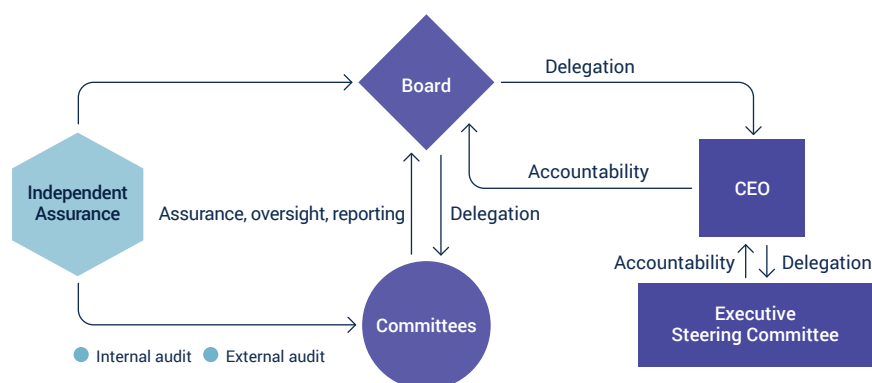 Board
Delegation
Accountability
CEO
Independent
Assurance
Assurance, oversight, reporting
Delegation
Accountability
Delegation
Committees
Executive
Steering Committee
Internal audit
External audit